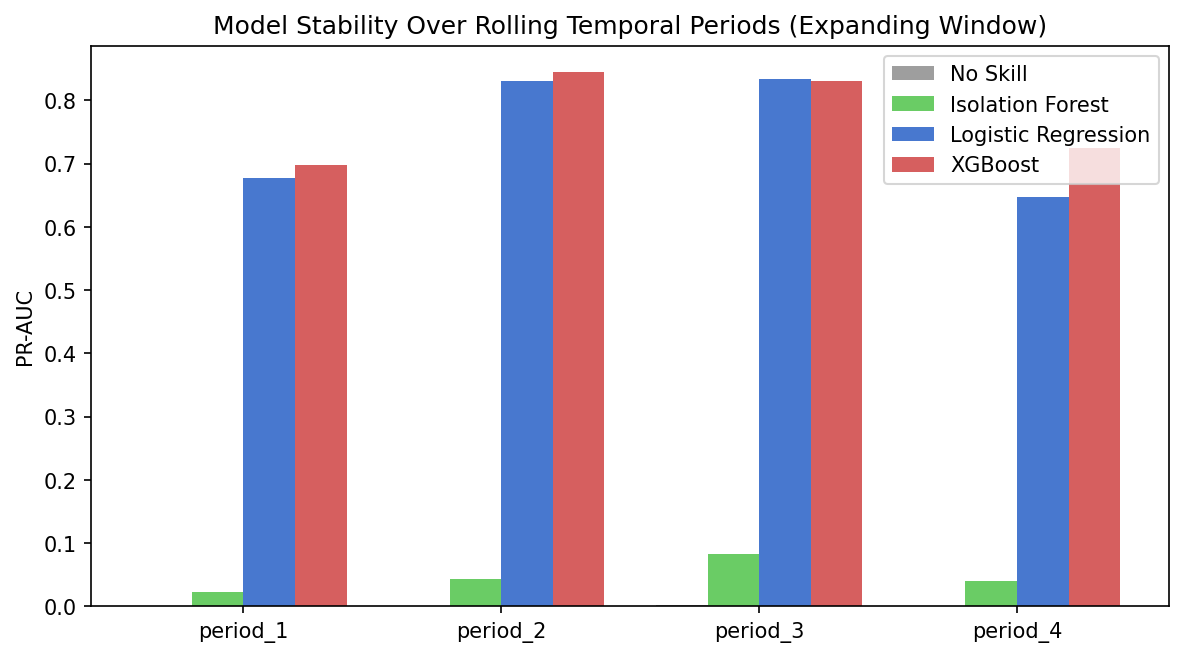 Model Stability Over Rolling Temporal Periods (Expanding Window)
No Skill
Isolation Forest
Logistic Regression
XGBoost
PR-AUC
0.8
0.7
0.6
0.5
0.4
0.3
0.2
0.1
0.0
period_1
period_2
period_3
period_4